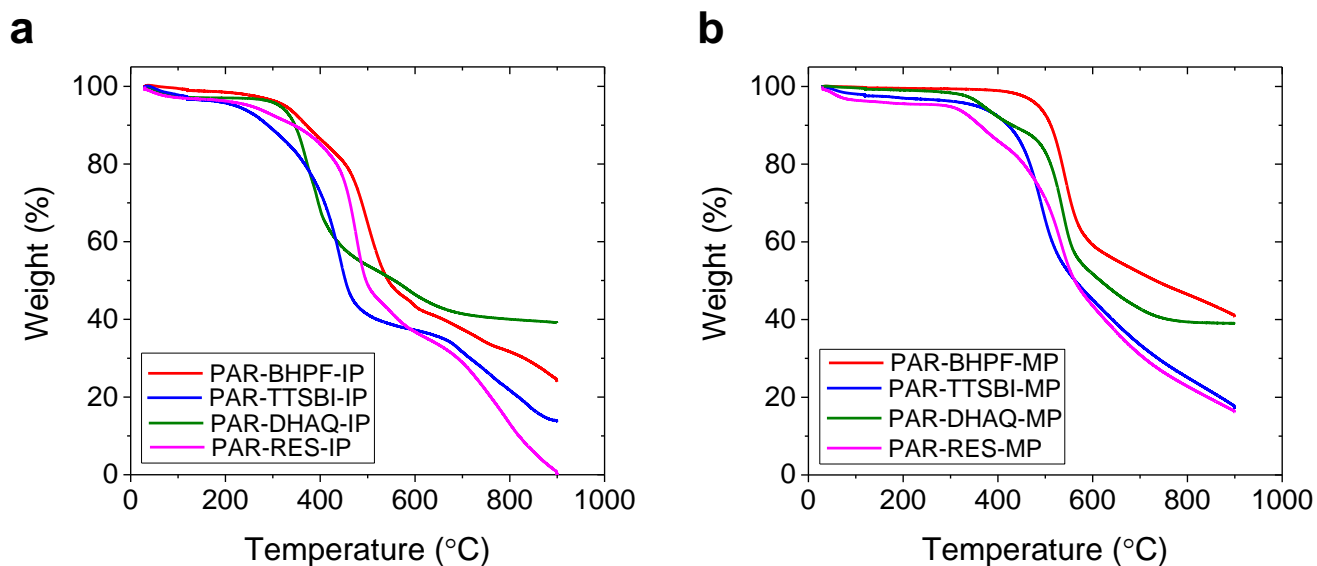 a
100
80
60
40
20
0
Weight (%)
PAR-BHPF-IP
PAR-TTSBI-IP
PAR-DHAQ-IP
PAR-RES-IP
0 200 400 600 800 1000
Temperature (°C)
b
100
80
60
40
20
0
Weight (%)
PAR-BHPF-MP
PAR-TTSBI-MP
PAR-DHAQ-MP
PAR-RES-MP
0 200 400 600 800 1000
Temperature (°C)